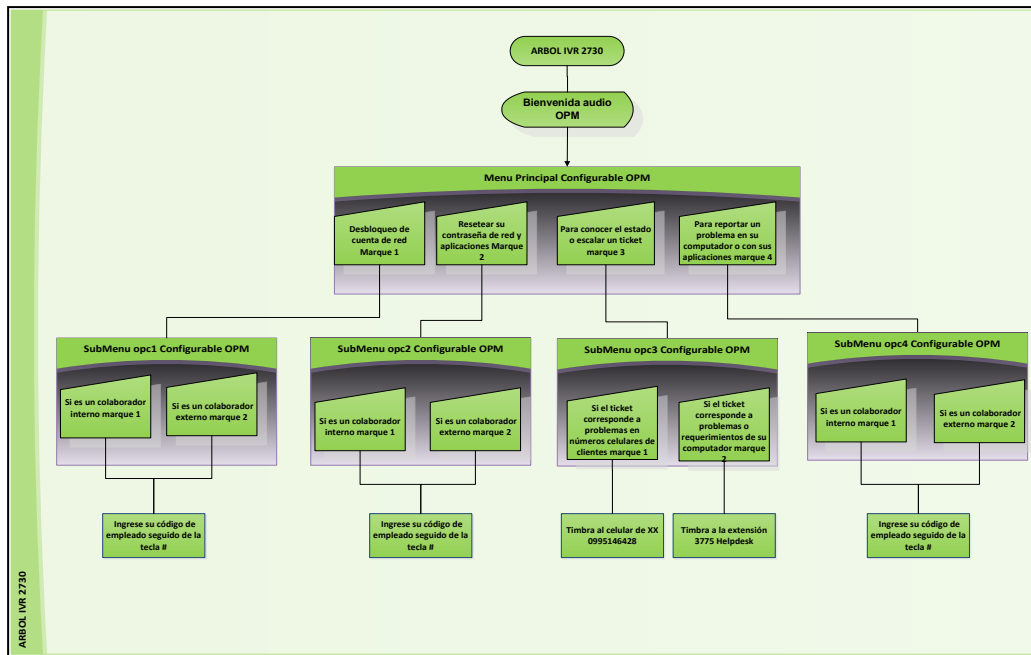 ARBOL IVR 2730
Bienvenida audio
OPM
Menu Principal Configurable OPM
Desbloqueo de
cuenta de red
Marque 1
Resetear su
contraseña de red y
aplicaciones Marque
2
Para conocer el estado
o escalar un ticket
marque 3
Para reportar un
problema en su
computador o con sus
aplicaciones marque 4
SubMenu opc1 Configurable OPM
Si es un colaborador
interno marque 1
Si es un colaborador
externo marque 2
Ingrese su código de
empleado seguido de la
tecla #
SubMenu opc2 Configurable OPM
Si es un colaborador
interno marque 1
Si es un colaborador
externo marque 2
Ingrese su código de
empleado seguido de la
tecla #
SubMenu opc3 Configurable OPM
Si el ticket
corresponde a
problemas en
números celulares de
clientes marque 1
Si el ticket
corresponde a
problemas o
requerimientos de su
computador marque
2
Timbra al celular de XX
0995146428
Timbra a la extensión
3775 Helpdesk
SubMenu opc4 Configurable OPM
Si es un colaborador
interno marque 1
Si es un colaborador
externo marque 2
Ingrese su código de
empleado seguido de la
tecla #
ARBOL IVR 2730